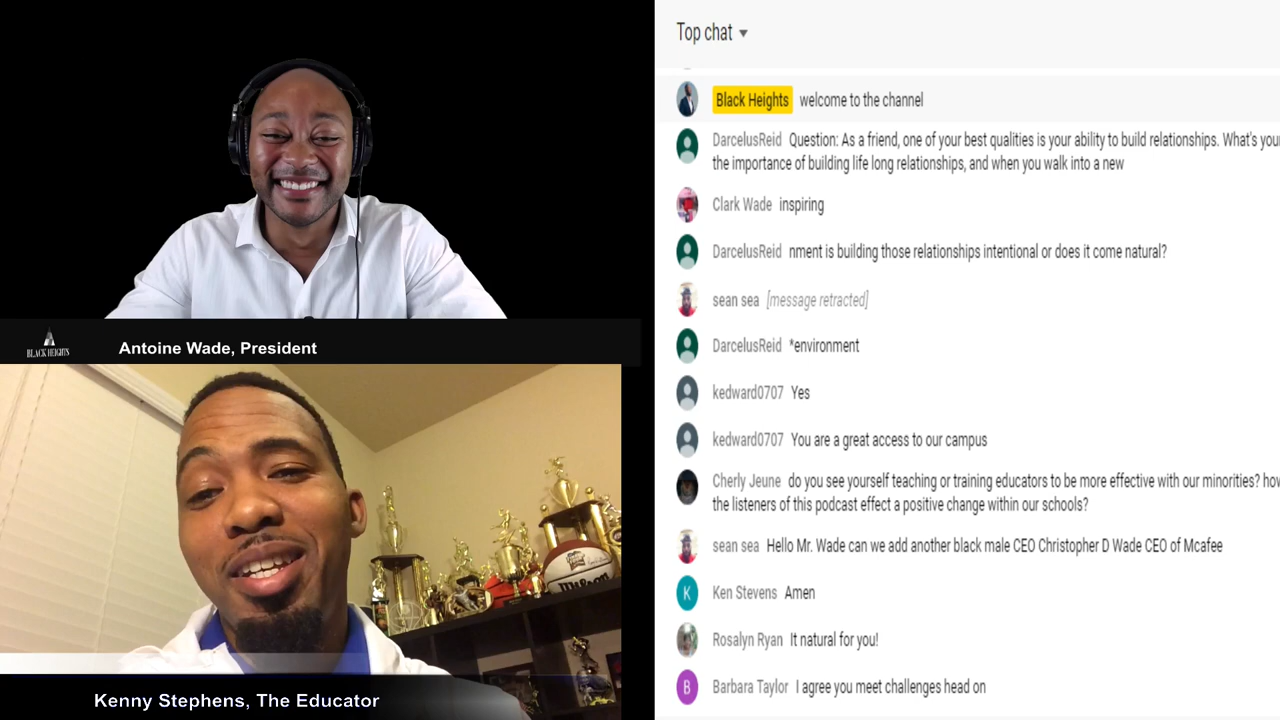 BLACK HEIGHTS
Antoine Wade, President
Wilson
Kenny Stephens, The Educator
Top chat
Black Heights welcome to the channel
DarcelusReid Question: As a friend, one of your best qualities is your ability to build relationships. What's
the importance of building life long relationships, and when you walk into a new
Clark Wade inspiring
DarcelusReid nment is building those relationships intentional or does it come natural?
sean sea [message retracted]
DarcelusReid *environment
kedward0707 Yes
kedward0707 You are a great access to our campus
Cherly Jeune do you see yourself teaching or training educators to be more effective with our minorities?
the listeners of this podcast effect a positive change within our schools?
sean sea Hello Mr. Wade can we add another black male CEO Christopher D Wade CEO of Mcafee
K Ken Stevens Amen
Rosalyn Ryan It natural for you!
B Barbara Taylor I agree you meet challenges head on